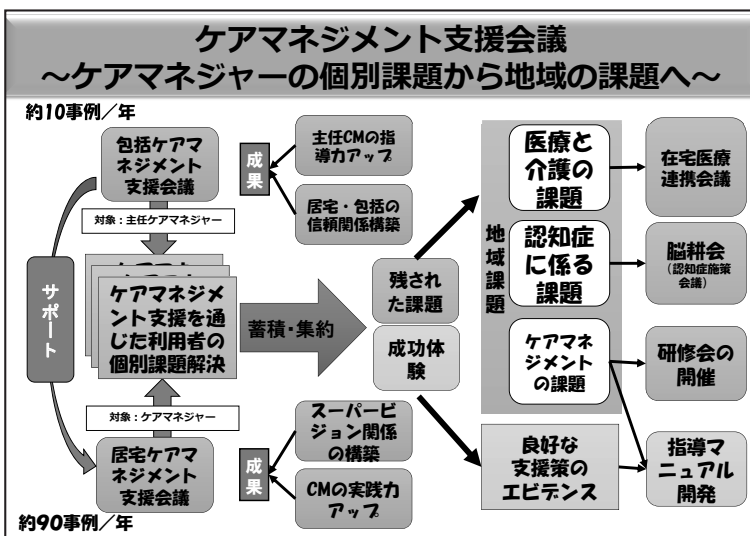 ケアマネジメント支援会議
～ケアマネジャーの個別課題から地域の課題へ～
約10事例／年
包括ケアマ
ネジメント
支援会議
対象：主任ケアマネジャー
サポート
ケアマネジメ
ント支援を通
じた利用者の
個別課題解決
対象：ケアマネジャー
居宅ケアマ
ネジメント
支援会議
約90事例／年
成果
主任CMの指
導力アップ
居宅・包括の
信頼関係構築
蓄積・集約
成果
スーパービ
ジョン関係
の構築
CMの実践力
アップ
残され
た課題
成功体
験
地域課題
医療と
介護の
課題
認知症
に係る
課題
ケアマネ
ジメント
の課題
良好な
支援策の
エビデンス
在宅医療
連携会議
脳耕会
（認知症施策
会議）
研修会の
開催
指導マ
ニュアル
開発